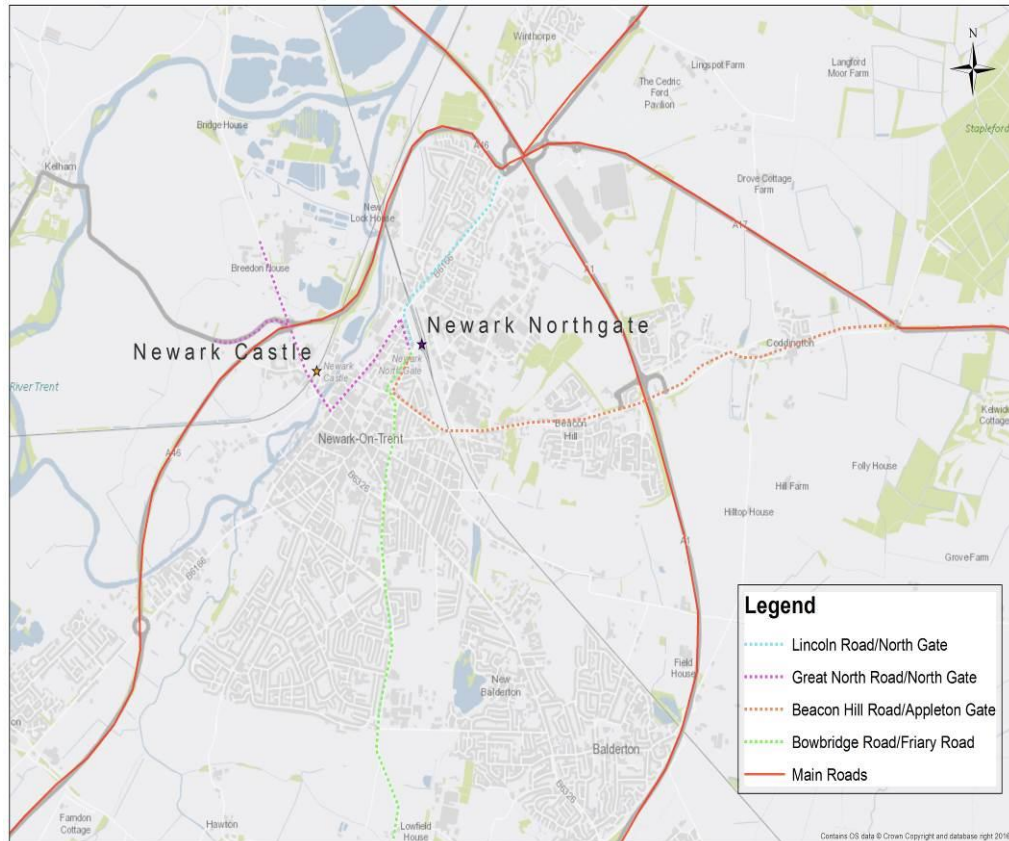 Winthorpe
Lingspot Farm
Langford
Moor Farm
N
The Cedric
Ford
Pavilion
Bridge House
Stapleford
A46
Kelham
Drove Cottage
Farm
New
Lock House
A17
B6166
Breedon House
A1
Newark Northgate
Newark Castle
Coddington
Newark
North Gate
Newark
Castle
River Trent
Kelwick
Cottage
Beacon
Hill
Newark-On-Trent
A46
B6326
Folly House
Hill Farm
Hilltop House
A1
Grove Farm
B6166
Legend
Lincoln Road/North Gate
Great North Road/North Gate
Beacon Hill Road/Appleton Gate
Bowbridge Road/Friary Road
Main Roads
Field
House
New
Balderton
Balderton
on
B6326
Farndon
Cottage
Hawton
Lowfield
House
Contains OS data © Crown Copyright and database right 2016